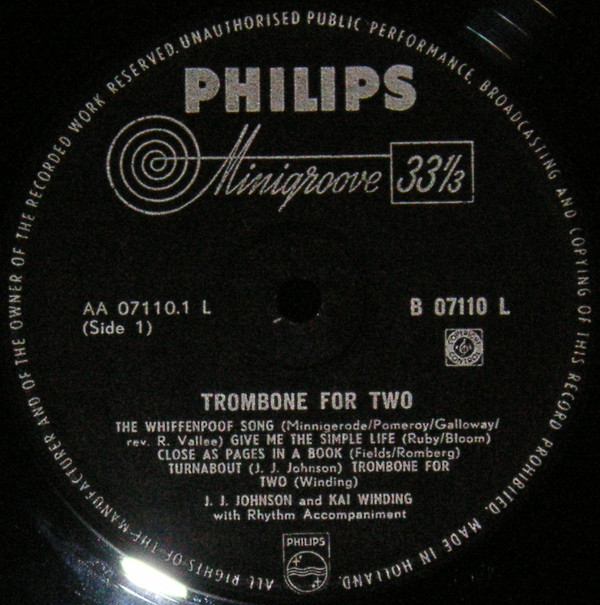 ALL RIGHTS OF THE MANUFACTURER AND OF THE OWNER OF THE RECORDED WORK RESERVED. UNAUTHORISED PUBLIC PERFORMANCE, BROADCASTING AND COPYING OF THIS RECORD PROHIBITED. MADE IN HOLLAND.
PHILIPS
Minigroove 33⅓
AA 07110.1 L
(Side 1)
B 07110 L
TROMBONE FOR TWO
THE WHIFFENPOOF SONG (Minnigerode/Pomeroy/Galloway/
rev. R. Vallee) GIVE ME THE SIMPLE LIFE (Ruby/Bloom)
CLOSE AS PAGES IN A BOOK (Fields/Romberg)
TURNABOUT (J. J. Johnson) TROMBONE FOR
TWO (Winding)
J. J. JOHNSON and KAI WINDING
with Rhythm Accompaniment
PHILIPS